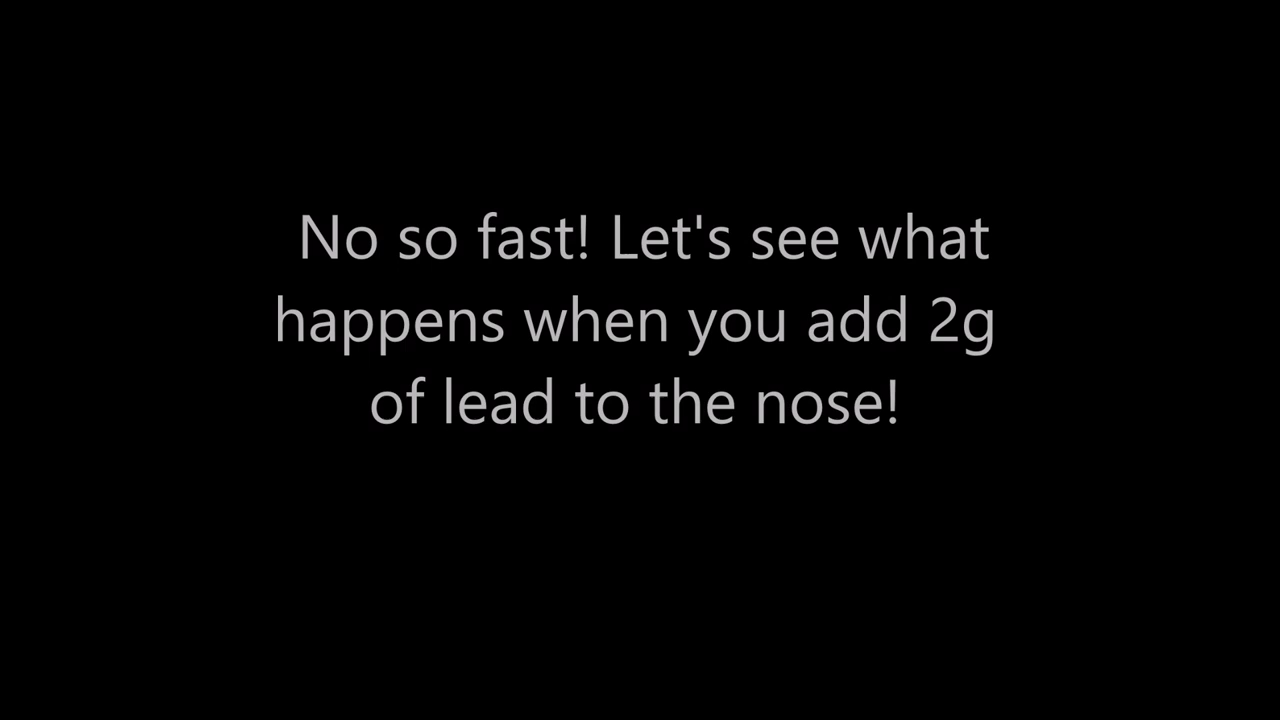 No so fast! Let's see what
happens when you add 2g
of lead to the nose!